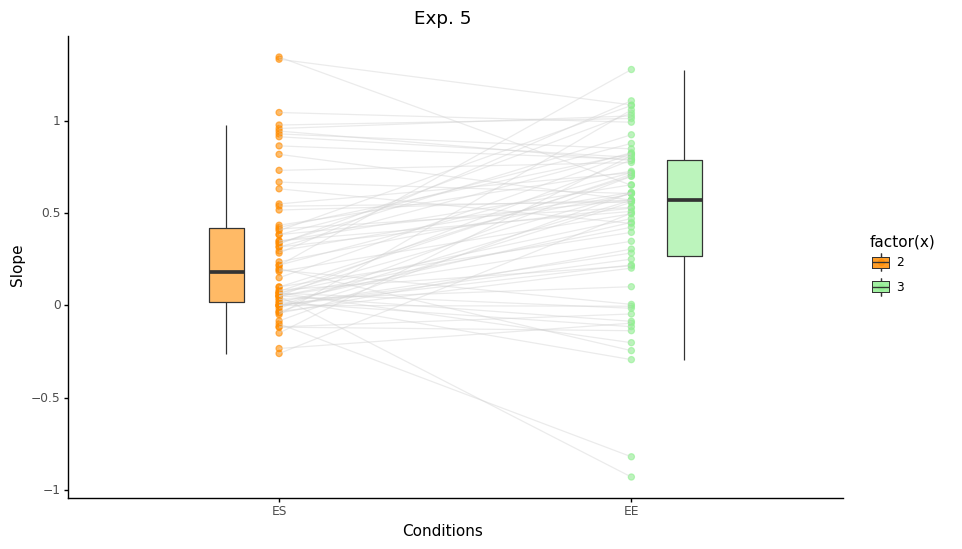 Exp. 5
Slope
1
0.5
0
−0.5
−1
ES
EE
Conditions
factor(x)
2
3